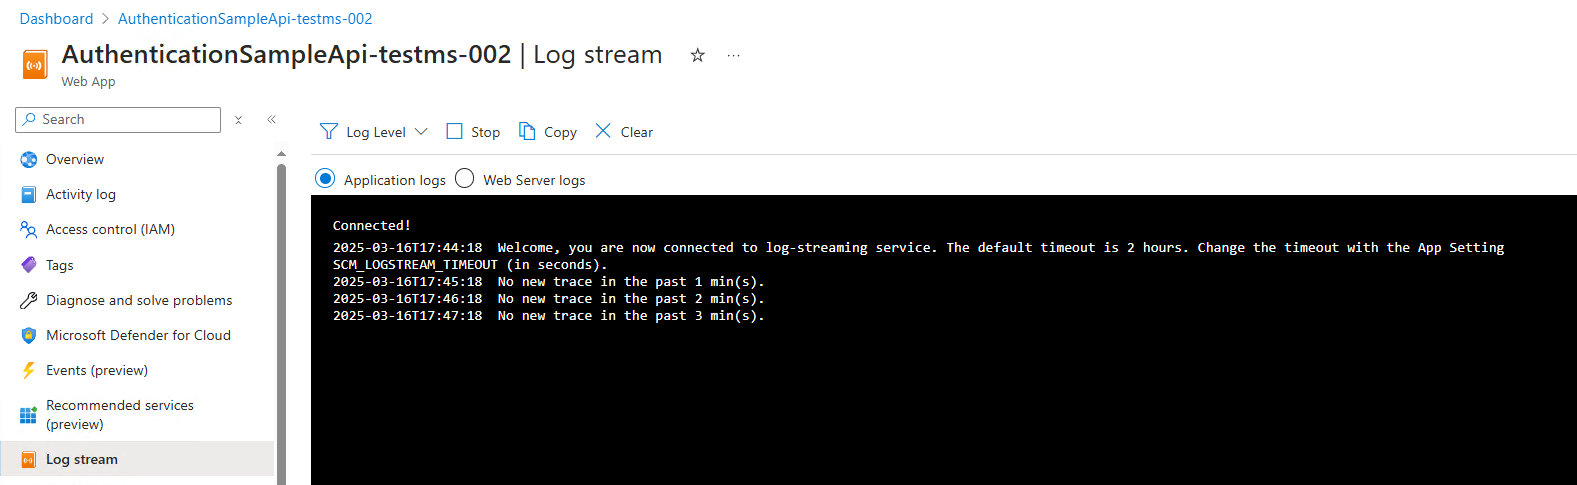 Dashboard > AuthenticationSampleApi-testms-002
AuthenticationSampleApi-testms-002 | Log stream
Web App
Search
Overview
Activity log
Access control (IAM)
Tags
Diagnose and solve problems
Microsoft Defender for Cloud
Events (preview)
Recommended services
(preview)
Log stream
Log Level Stop Copy Clear
Application logs Web Server logs
Connected!
2025-03-16T17:44:18  Welcome, you are now connected to log-streaming service. The default timeout is 2 hours. Change the timeout with the App Setting
SCM_LOGSTREAM_TIMEOUT (in seconds).
2025-03-16T17:45:18  No new trace in the past 1 min(s).
2025-03-16T17:46:18  No new trace in the past 2 min(s).
2025-03-16T17:47:18  No new trace in the past 3 min(s).